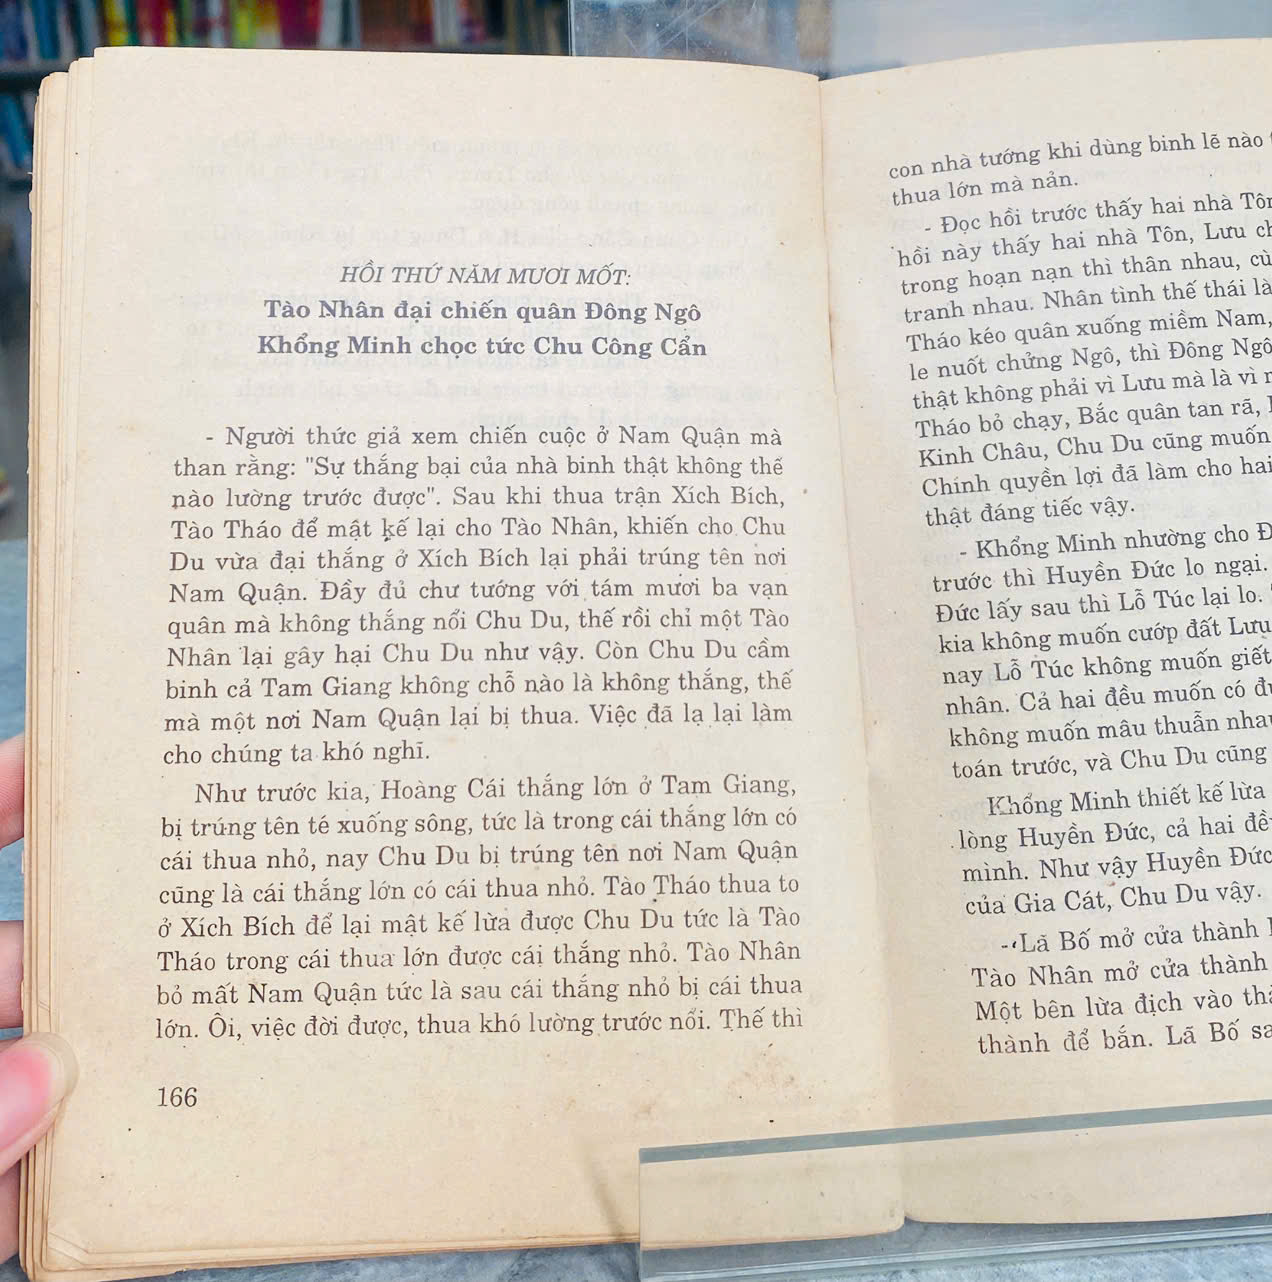 HỒI THỨ NĂM MƯƠI MỐT:
Tào Nhân đại chiến quân Đông Ngô
Khổng Minh chọc tức Chu Công Cẩn
- Người thức giả xem chiến cuộc ở Nam Quận mà
than rằng: "Sự thắng bại của nhà binh thật không thể
nào lường trước được". Sau khi thua trận Xích Bích,
Tào Tháo để mật kế lại cho Tào Nhân, khiến cho Chu
Du vừa đại thắng ở Xích Bích lại phải trúng tên nơi
Nam Quận. Đầy đủ chư tướng với tám mươi ba vạn
quân mà không thắng nổi Chu Du, thế rồi chỉ một Tào
Nhân lại gây hại Chu Du như vậy. Còn Chu Du cầm
binh cả Tam Giang không chỗ nào là không thắng, thế
mà một nơi Nam Quận lại bị thua. Việc đã lạ lại làm
cho chúng ta khó nghĩ.
Như trước kia, Hoàng Cái thắng lớn ở Tam Giang,
bị trúng tên té xuống sông, tức là trong cái thắng lớn có
cái thua nhỏ, nay Chu Du bị trúng tên nơi Nam Quận
cũng là cái thắng lớn có cái thua nhỏ. Tào Tháo thua to
ở Xích Bích để lại mật kế lừa được Chu Du tức là Tào
Tháo trong cái thua lớn được cái thắng nhỏ. Tào Nhân
bỏ mất Nam Quận tức là sau cái thắng nhỏ bị cái thua
lớn. Ôi, việc đời được, thua khó lường trước nổi. Thế thì
166
con nhà tướng khi dùng binh lẽ nào
thua lớn mà nản.
- Đọc hồi trước thấy hai nhà Tôn
hồi này thấy hai nhà Tôn, Lưu
trong hoạn nạn thì thân nhau,
tranh nhau. Nhân tình thế thái là
Tháo kéo quân xuống miềm Nam,
le nuốt chửng Ngô, thì Đông Ngô
thật không phải vì Lưu mà là vì
Tháo bỏ chạy, Bắc quân tan rã,
Kinh Châu, Chu Du cũng muốn
Chính quyền lợi đã làm cho hai
thật đáng tiếc vậy.
- Khổng Minh nhường cho
trước thì Huyền Đức lo ngại.
Đức lấy sau thì Lỗ Túc lại lo.
kia không muốn cướp đất Lưu
nay Lỗ Túc không muốn giết
nhân. Cả hai đều muốn có
không muốn mâu thuẫn nhau
toán trước, và Chu Du cũng
Khổng Minh thiết kế lừa
lòng Huyền Đức, cả hai
mình. Như vậy Huyền Đức
của Gia Cát, Chu Du vậy.
- Lã Bố mở cửa thành
Tào Nhân mở cửa thành
Một bên lừa địch vào
thành để bắn. Lã Bố